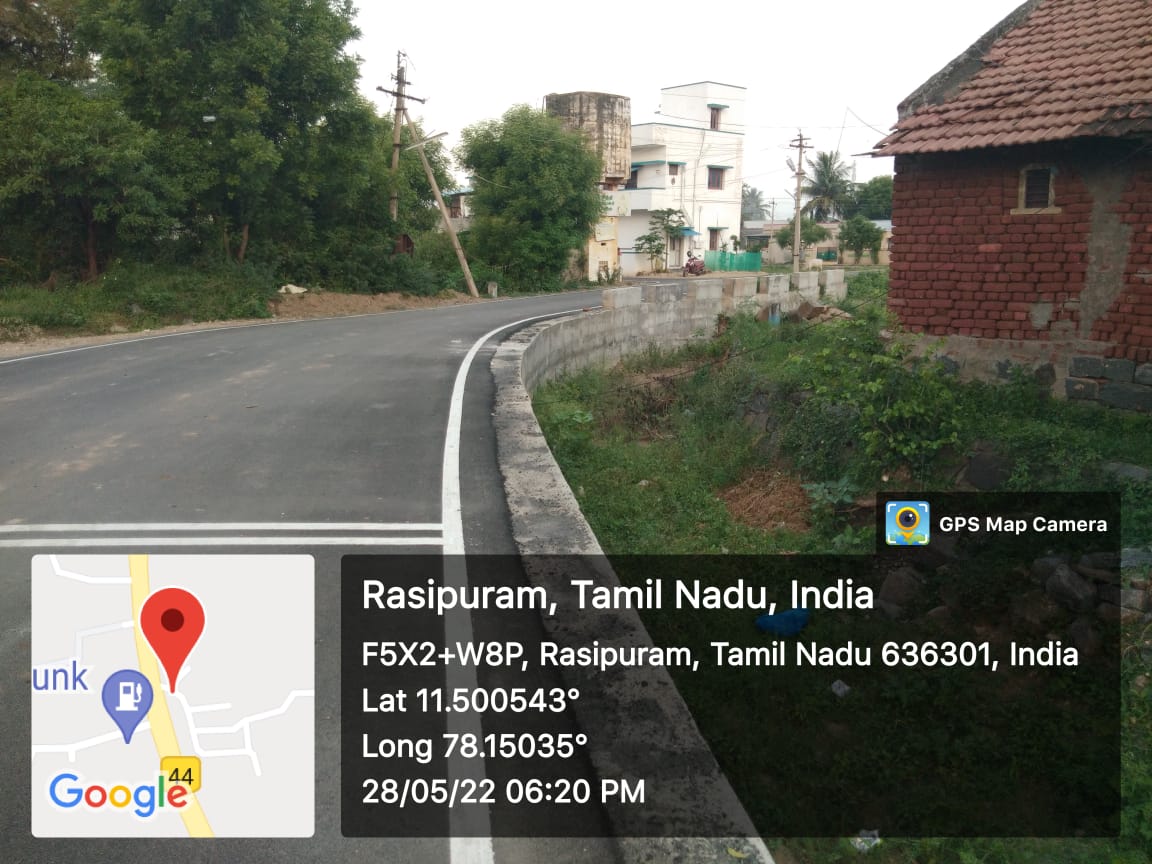 GPS Map Camera
Rasipuram, Tamil Nadu, India
F5X2+W8P, Rasipuram, Tamil Nadu 636301, India
Lat 11.500543°
Long 78.15035°
28/05/22 06:20 PM
unk
44
Google